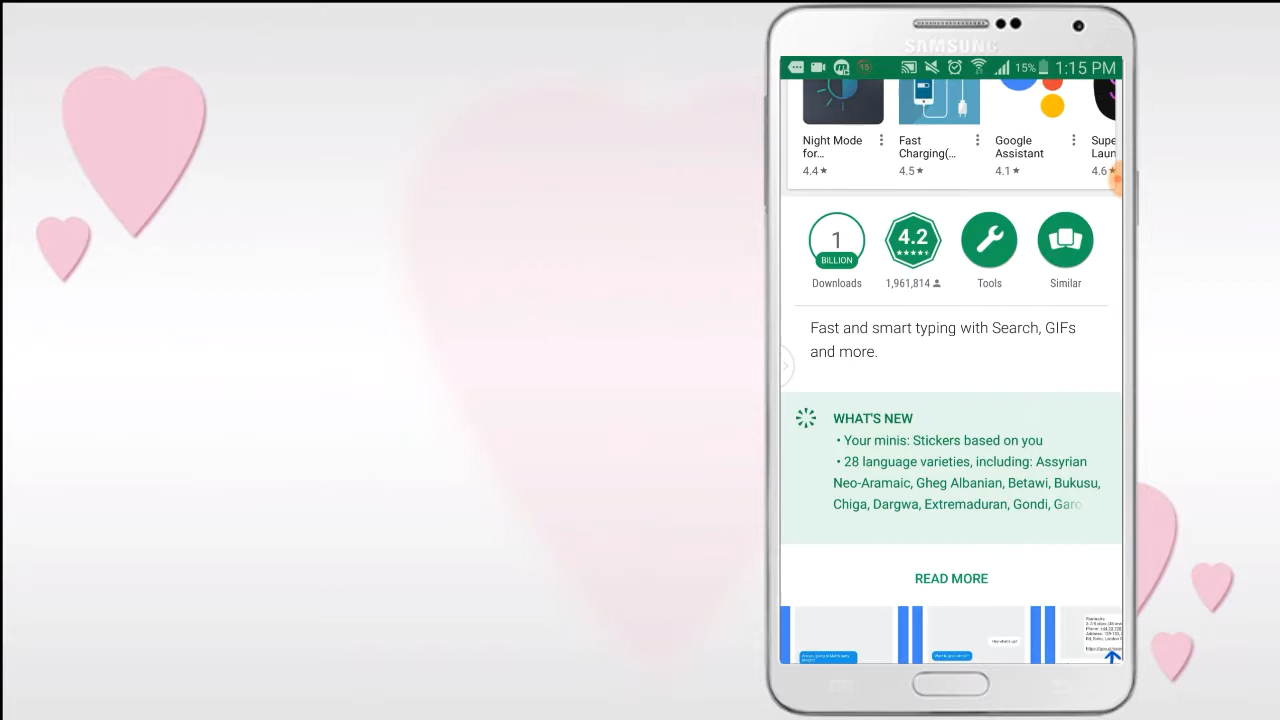 SAMSUNG
15% 1:15 PM
Night Mode for...
4.4★
Fast Charging(...
4.5★
Google Assistant
4.1★
Supe
Laun
4.6★
1
BILLION
Downloads
4.2
1,961,814
Tools
Similar
Fast and smart typing with Search, GIFs
and more.
WHAT'S NEW
• Your minis: Stickers based on you
• 28 language varieties, including: Assyrian
Neo-Aramaic, Gheg Albanian, Betawi, Bukusu,
Chiga, Dargwa, Extremaduran, Gondi, Garo
READ MORE